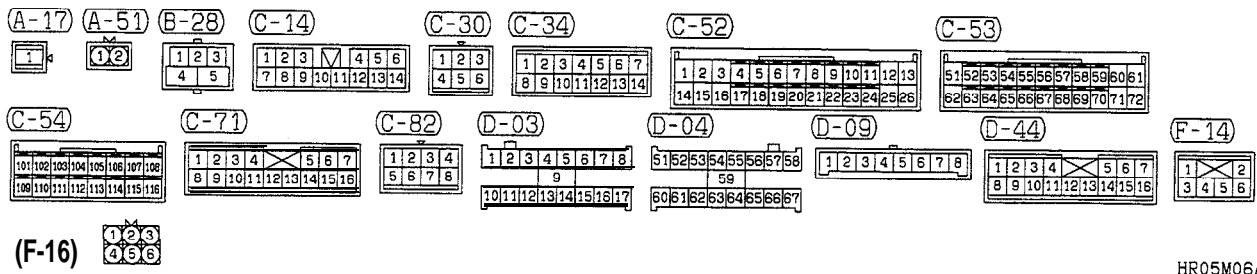 A-17 A-51 B-28 C-14 C-30 C-34 C-52 C-53
1 1 2 1 2 3 1 2 3 4 5 6 1 2 3 1 2 3 4 5 6 7 1 2 3 4 5 6 7 8 9 10 11 12 13 51 52 53 54 55 56 57 58 59 60 61
4 5 7 8 9 10 11 12 13 14 4 5 6 8 9 10 11 12 13 14 14 15 16 17 18 19 20 21 22 23 24 25 26 62 63 64 65 66 67 68 69 70 71 72
C-54 C-71 C-82 D-03 D-04 D-09 D-44 F-14
101 102 103 104 105 106 107 108 1 2 3 4 5 6 7 1 2 3 4 1 2 3 4 5 6 7 8 51 52 53 54 55 56 57 58 1 2 3 4 5 6 7 8 1 2 3 4 5 6 7 1 2
9 59
109 110 111 112 113 114 115 116 8 9 10 11 12 13 14 15 16 5 6 7 8 10 11 12 13 14 15 16 17 60 61 62 63 64 65 66 67 8 9 10 11 12 13 14 15 16 3 4 5 6
(F-16) 1 2 3
4 5 6
HR05M06